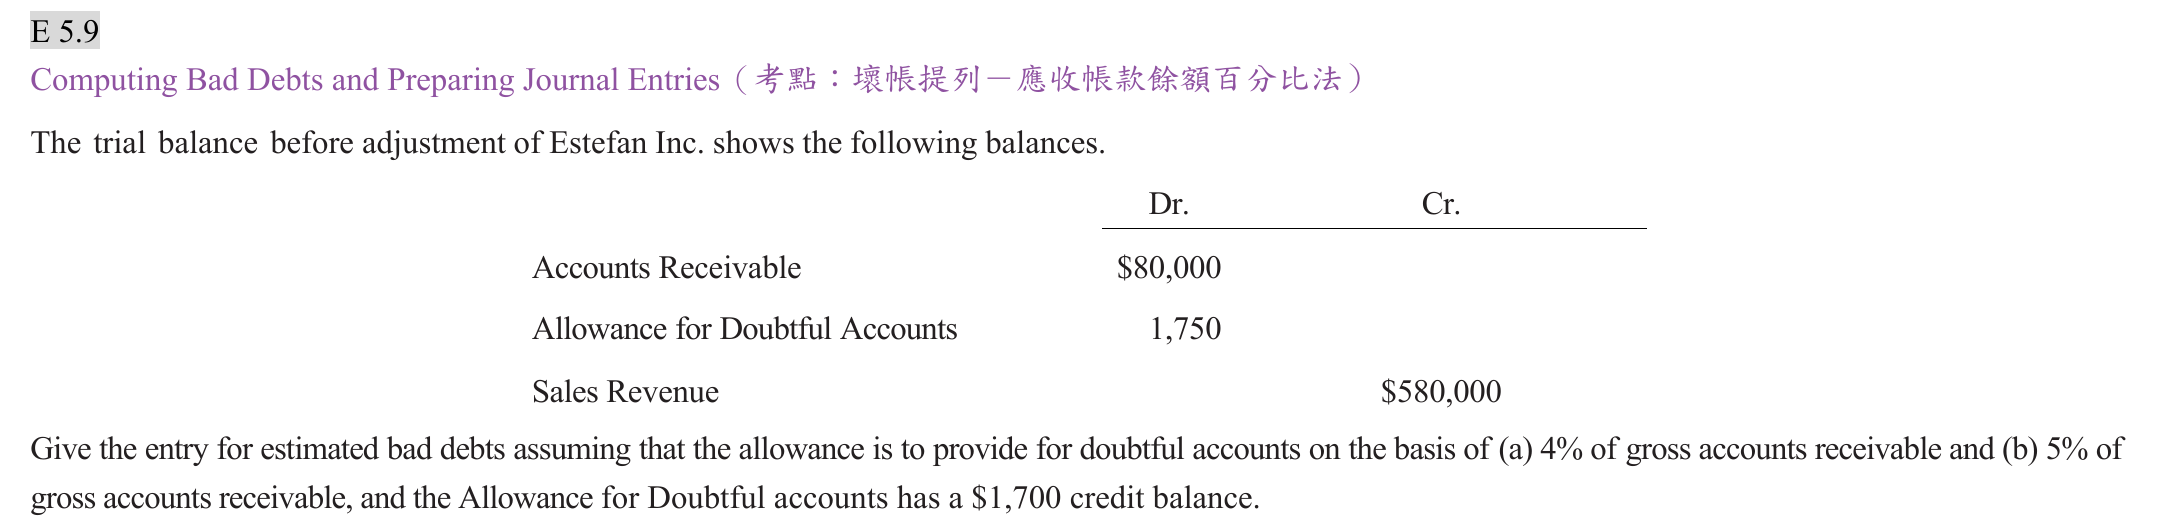 E 5.9
Computing Bad Debts and Preparing Journal Entries（考點：壞帳提列－應收帳款餘額百分比法）
The trial balance before adjustment of Estefan Inc. shows the following balances.
Dr. Cr.
Accounts Receivable $80,000
Allowance for Doubtful Accounts 1,750
Sales Revenue $580,000
Give the entry for estimated bad debts assuming that the allowance is to provide for doubtful accounts on the basis of (a) 4% of gross accounts receivable and (b) 5% of
gross accounts receivable, and the Allowance for Doubtful accounts has a $1,700 credit balance.